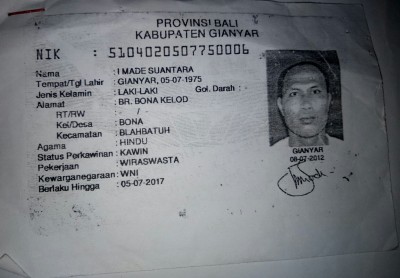 PROVINSI BALI
KABUPATEN GIANYAR
NIK : 5104020507750006
Nama : I MADE SUANTARA
Tempat/Tgl Lahir : GIANYAR, 05-07-1975
Jenis Kelamin : LAKI-LAKI Gol. Darah : -
Alamat : BR. BONA KELOD
RT/RW : - / -
Kel/Desa : BONA
Kecamatan : BLAHBATUH
Agama : HINDU
Status Perkawinan : KAWIN
Pekerjaan : WIRASWASTA
Kewarganegaraan : WNI
Berlaku Hingga : 05-07-2017
GIANYAR
08-07-2012